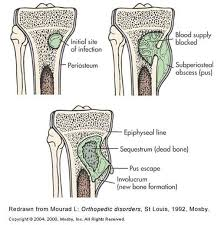 Initial site
of infection
Periosteum
Blood supply
blocked
Subperiosteal
abscess (pus)
Epiphyseal line
Sequestrum (dead bone)
Pus escape
Involucrum
(new bone formation)
Redrawn from Mourad L: Orthopedic disorders, St Louis, 1992, Mosby.
Copyright © 2004, 2000, Mosby, Inc. All Rights Reserved.